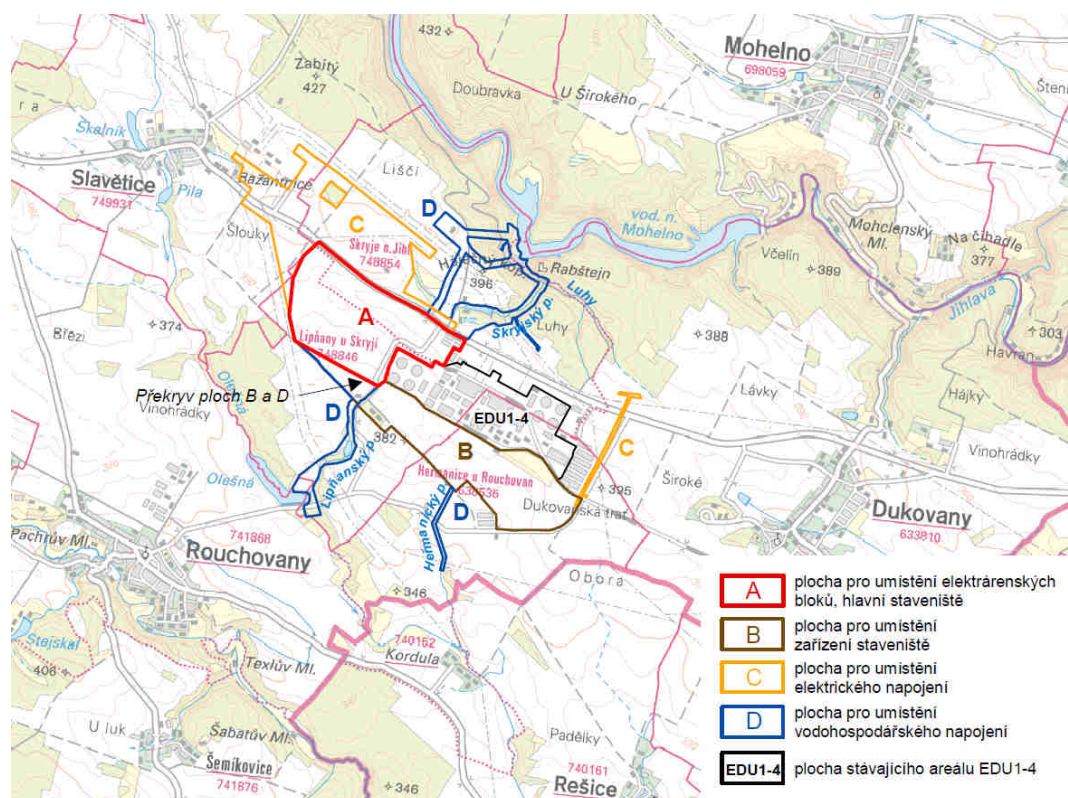 432
Mohelno
698059
Zabitý
427
Doubravka
U Širokého
Skalník
Slavětice
749931
Pila
Bažantnice
Liščí
D
C
vod. n.
Mohelno
Mohelnský
Ml.
Na čihadle
377
Včelín
389
Šlouky
Skryje n.Jihl.
748854
396
Rabštejn
Luhy
Skryjský p.
Luhy
Jihlava
303
Havran
A
Lipňany u Skryjí
748846
374
Březí
388
Hájky
Překryv ploch B a D
Vinohrádky
Olešná
D
EDU1-4
Lávky
382
B
C
Vinohrádky
Heřmanice u Rouchovan
638536
395
Široké
Olešná
Lipňanský p.
D
Dukovanská trať
Dukovany
633810
Heřmanický p.
741868
Pachrův Ml.
Rouchovany
346
Obora
Stejskal
406
740152
Kordula
Texlův Ml.
U luk
Šabatův Ml.
Šemíkovice
741876
346
Padělky
740161
Rešice
A
plocha pro umístění elektrárenských
bloků, hlavní staveniště
B
plocha pro umístění
zařízení staveniště
C
plocha pro umístění
elektrického napojení
D
plocha pro umístění
vodohospodářského napojení
EDU1-4
plocha stávajícího areálu EDU1-4